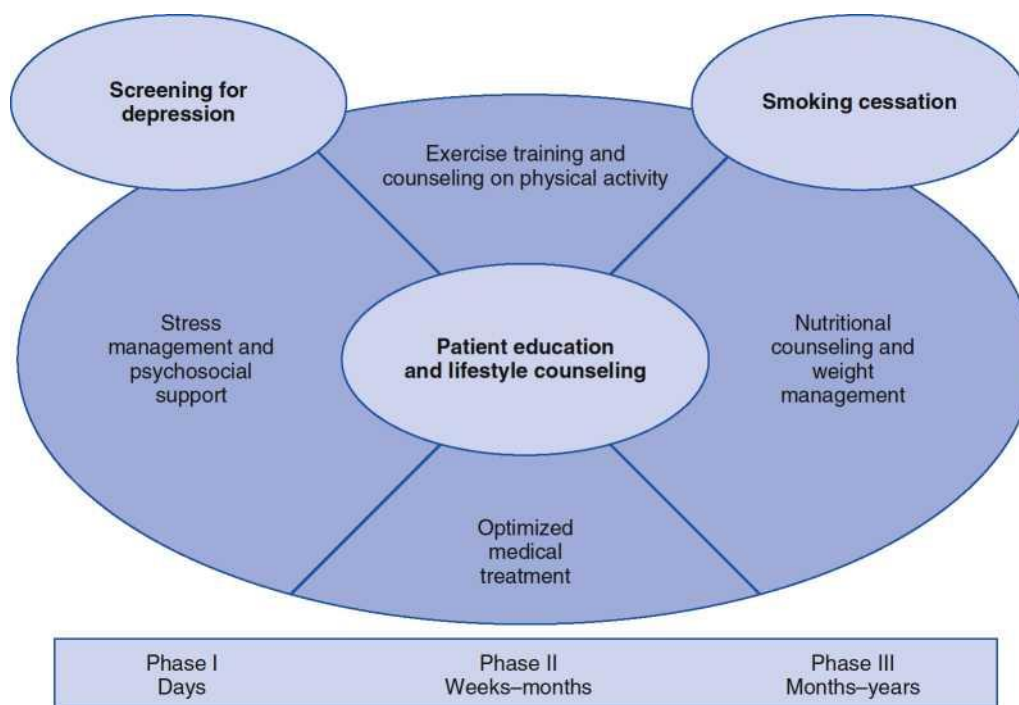 Screening for
depression
Smoking cessation
Exercise training and
counseling on physical activity
Stress
management and
psychosocial
support
Patient education
and lifestyle counseling
Nutritional
counseling and
weight
management
Optimized
medical
treatment
Phase I
Days
Phase II
Weeks–months
Phase III
Months–years